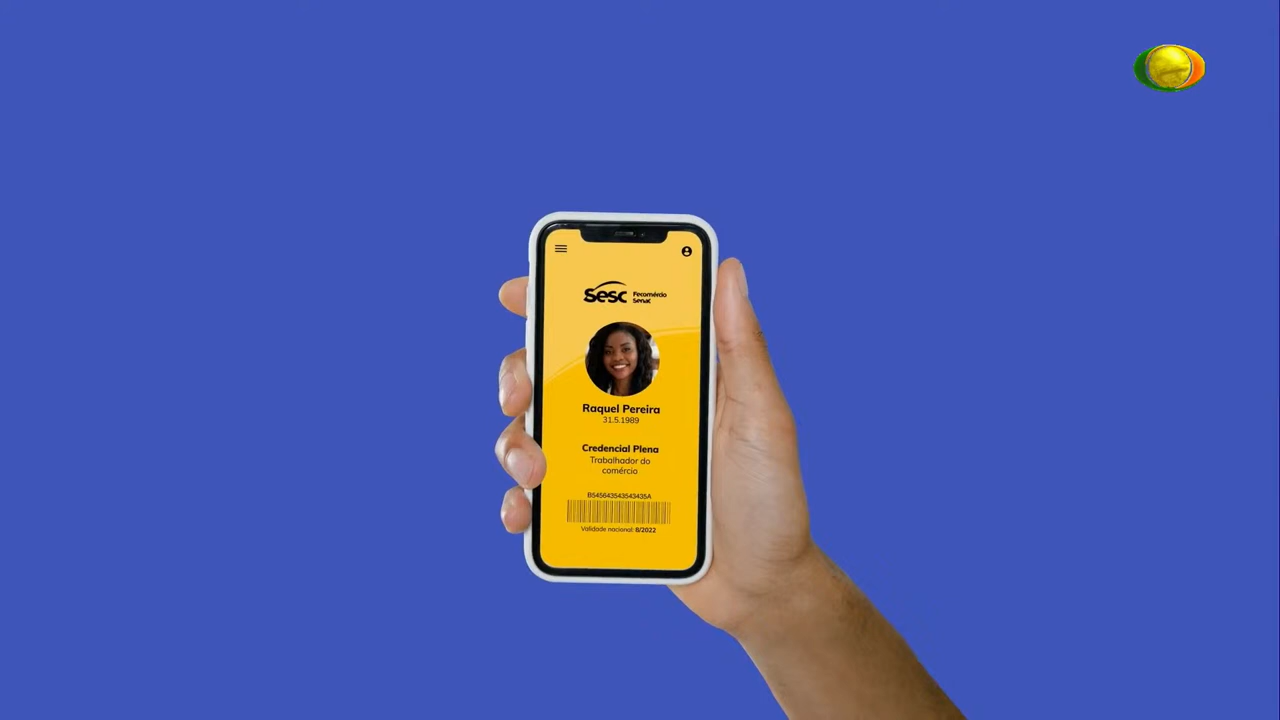 Sesc Fecomércio
Senac
Raquel Pereira
31.5.1989
Credencial Plena
Trabalhador do
comércio
B545643543543435A
Validade nacional: 8/2022